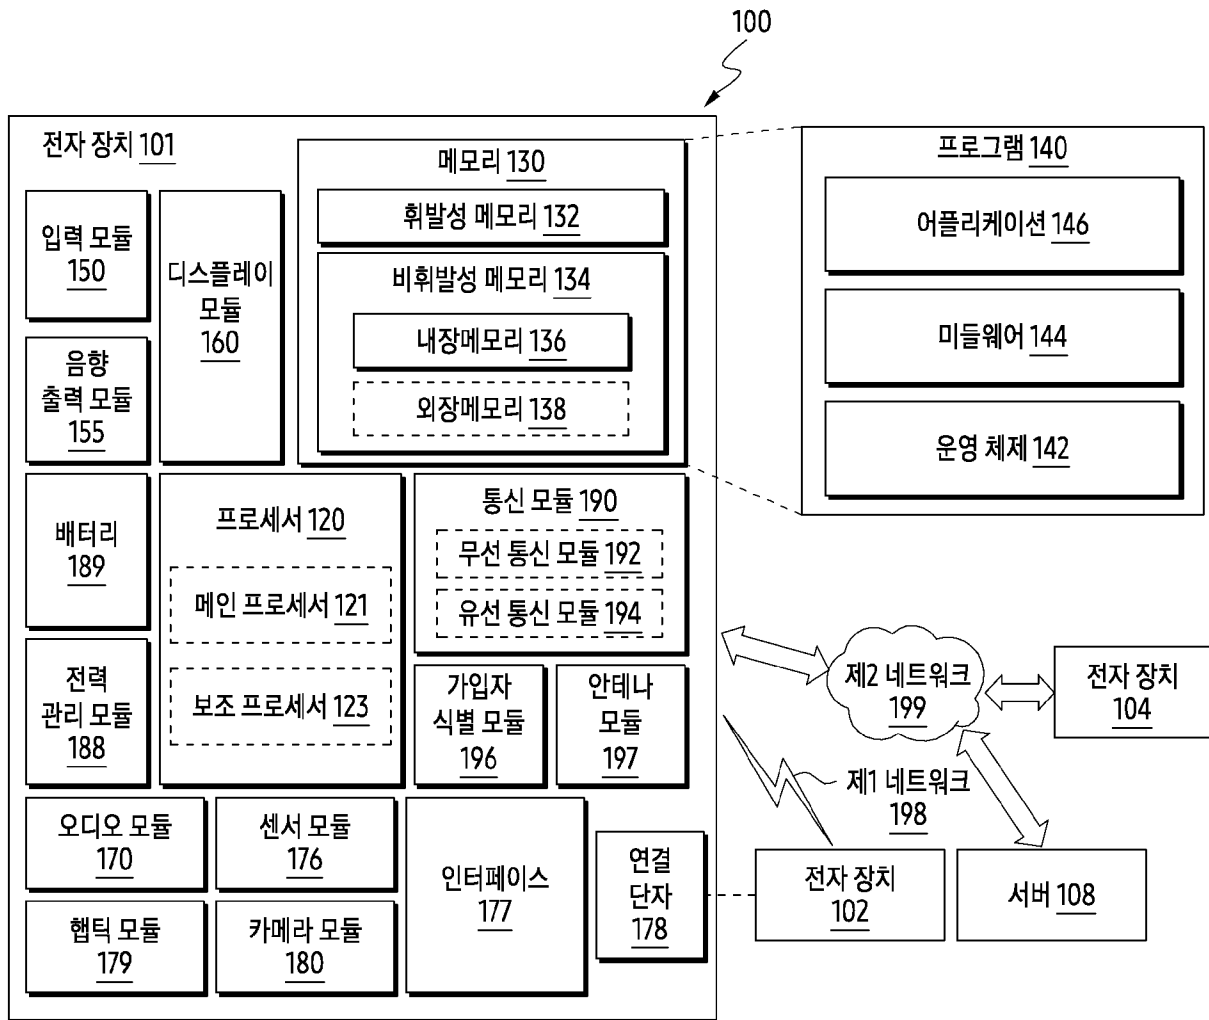 100
전자 장치 101
입력 모듈
150
음향
출력 모듈
155
디스플레이
모듈
160
메모리 130
휘발성 메모리 132
비휘발성 메모리 134
내장메모리 136
외장메모리 138
프로그램 140
어플리케이션 146
미들웨어 144
운영 체제 142
배터리
189
전력
관리 모듈
188
프로세서 120
메인 프로세서 121
보조 프로세서 123
통신 모듈 190
무선 통신 모듈 192
유선 통신 모듈 194
가입자
식별 모듈
196
안테나
모듈
197
오디오 모듈
170
센서 모듈
176
햅틱 모듈
179
카메라 모듈
180
인터페이스
177
연결
단자
178
제2 네트워크
199
전자 장치
104
제1 네트워크
198
전자 장치
102
서버 108